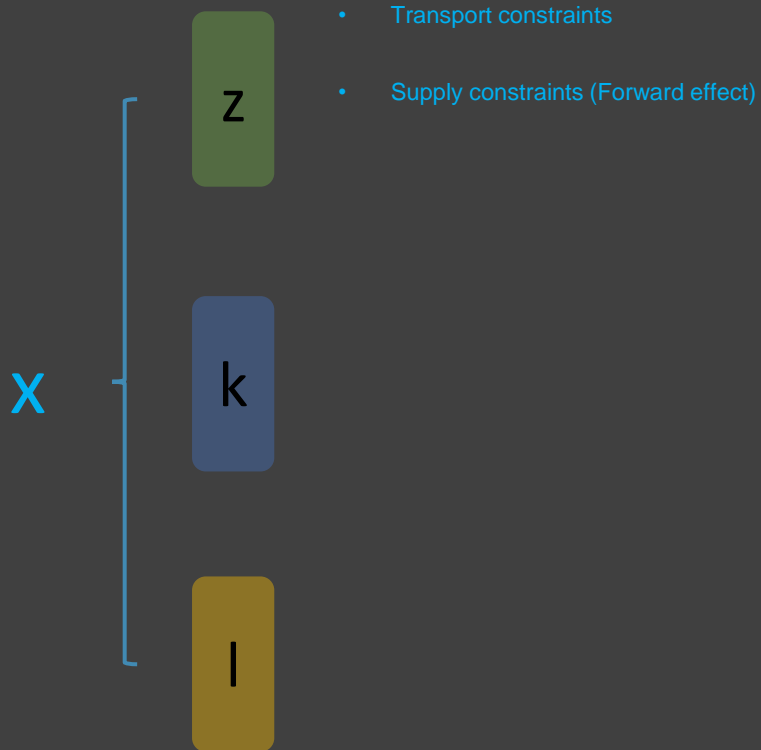 • Transport constraints
z
• Supply constraints (Forward effect)
X
k
l